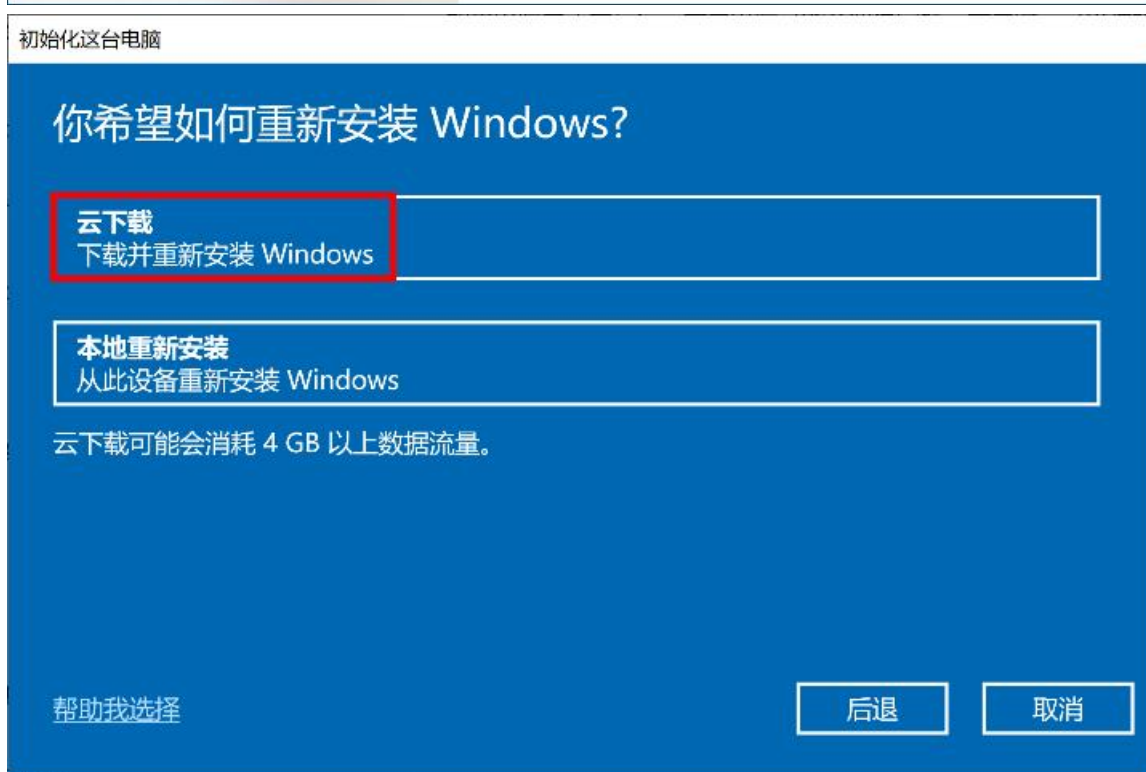 初始化这台电脑
你希望如何重新安装 Windows?
云下载
下载并重新安装 Windows
本地重新安装
从此设备重新安装 Windows
云下载可能会消耗 4 GB 以上数据流量。
帮助我选择
后退
取消